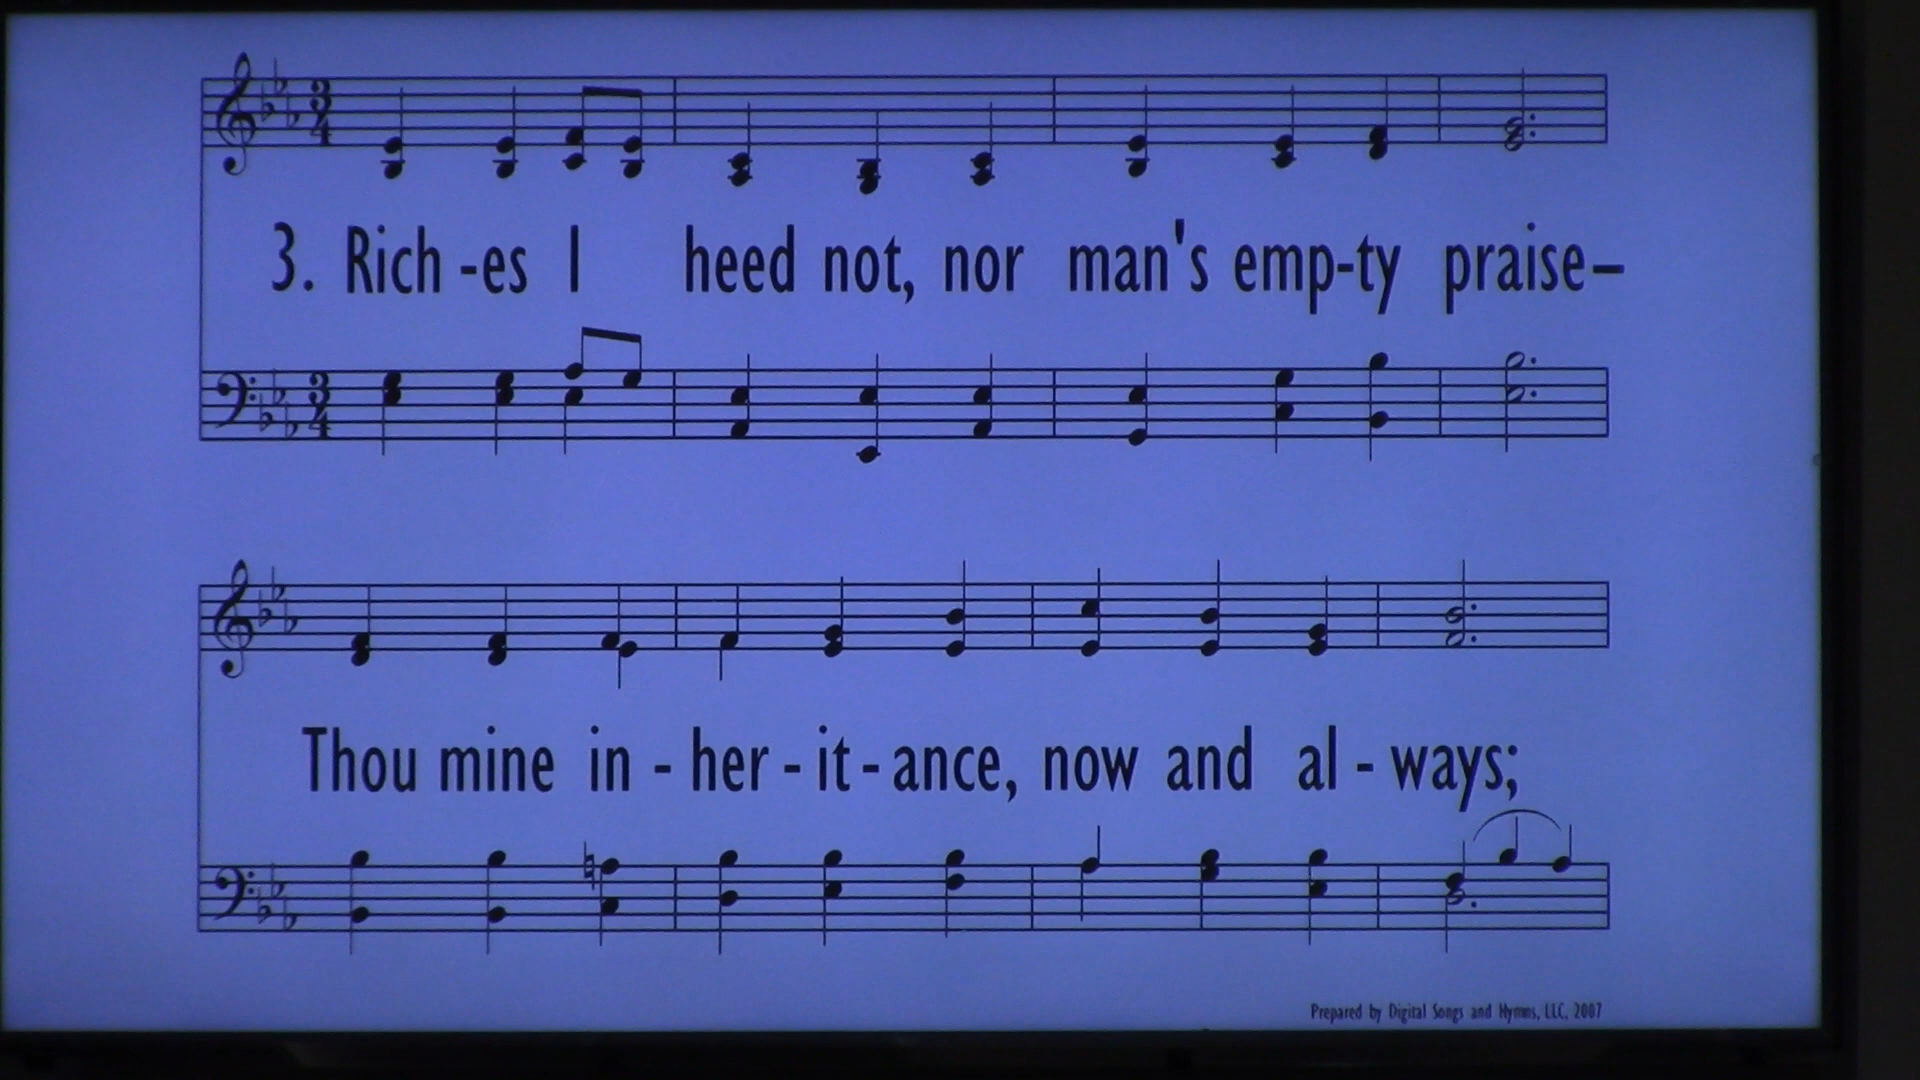 3. Rich -es I heed not, nor man's emp-ty praise–
Thou mine in - her - it - ance, now and al - ways;
Prepared by Digital Songs and Hymns, LLC, 2007